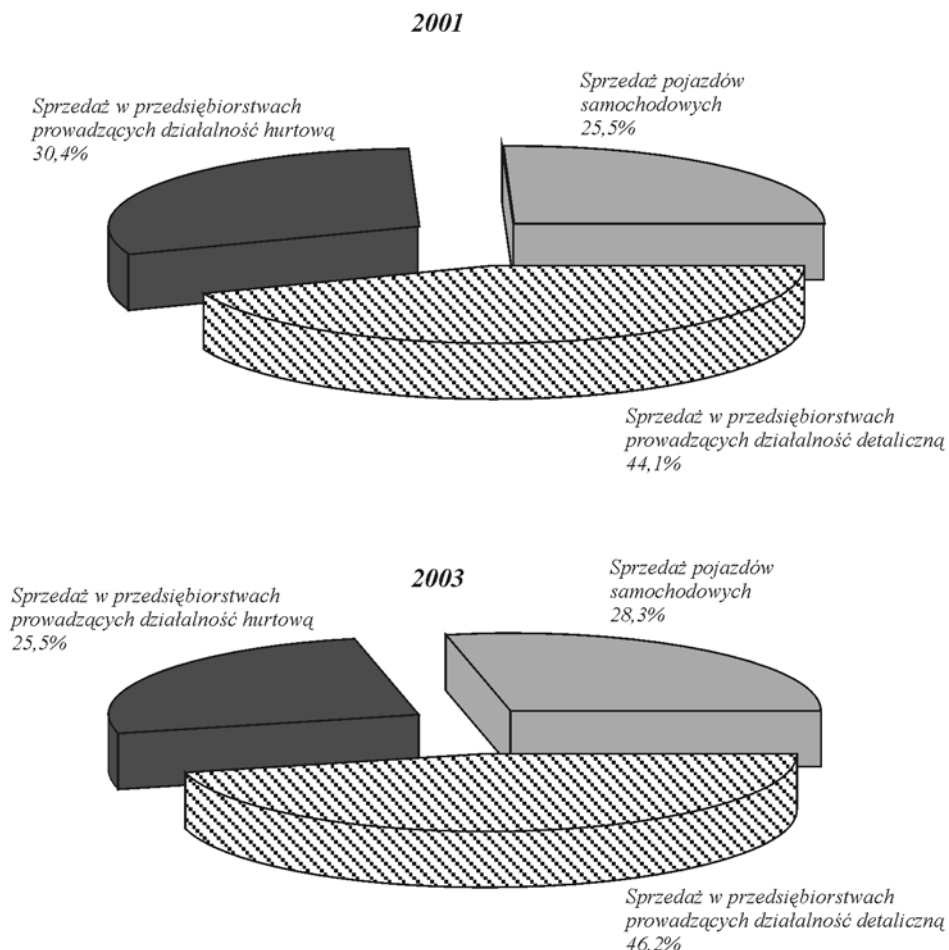 2001
Sprzedaż w przedsiębiorstwach
prowadzących działalność hurtową
30,4%
Sprzedaż pojazdów
samochodowych
25,5%
Sprzedaż w przedsiębiorstwach
prowadzących działalność detaliczną
44,1%
2003
Sprzedaż w przedsiębiorstwach
prowadzących działalność hurtową
25,5%
Sprzedaż pojazdów
samochodowych
28,3%
Sprzedaż w przedsiębiorstwach
prowadzących działalność detaliczną
46,2%